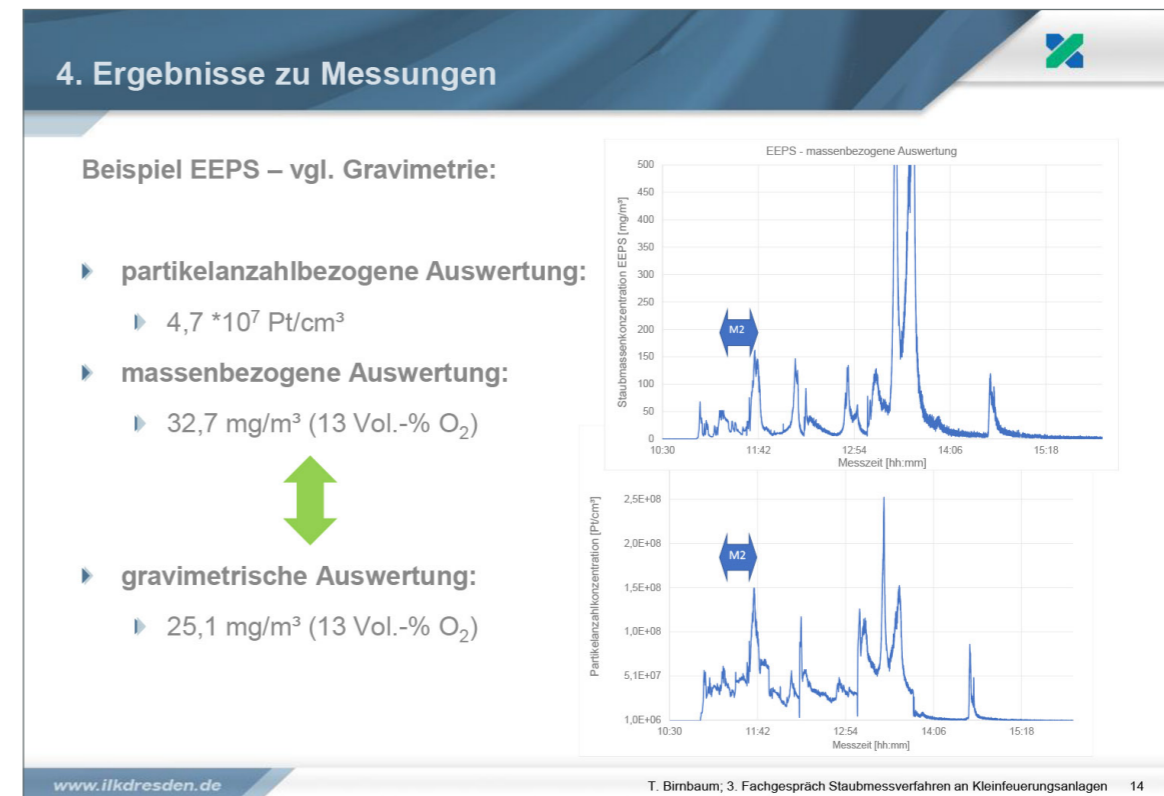 4. Ergebnisse zu Messungen
Beispiel EEPS – vgl. Gravimetrie:
partikelanzahlbezogene Auswertung:
4,7 *10⁷ Pt/cm³
massenbezogene Auswertung:
32,7 mg/m³ (13 Vol.-% O₂)
gravimetrische Auswertung:
25,1 mg/m³ (13 Vol.-% O₂)
EEPS - massenbezogene Auswertung
Staubmassenkonzentration EEPS [mg/m³]
500
450
400
350
300
250
200
150
100
50
0
M2
10:30 11:42 12:54 14:06 15:18
Messzeit [hh:mm]
Partikelanzahlkonzentration [Pt/cm³]
2,5E+08
2,0E+08
1,5E+08
1,0E+08
5,1E+07
1,0E+06
M2
10:30 11:42 12:54 14:06 15:18
Messzeit [hh:mm]
www.ilkdresden.de
T. Birnbaum; 3. Fachgespräch Staubmessverfahren an Kleinfeuerungsanlagen 14